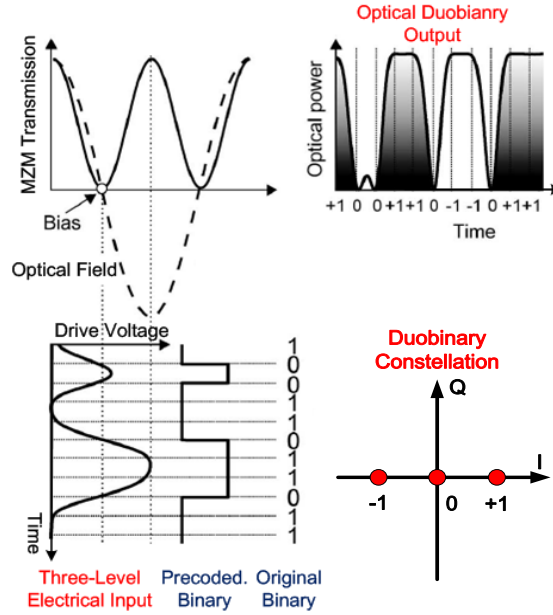 Optical Duobianry
Output
MZM Transmission
Bias
Optical Field
Optical power
+1 0 0 +1 +1 0 -1 -1 0 +1 +1
Time
Drive Voltage
1
0
0
1
1
0
1
1
0
1
1
Time
Three-Level
Electrical Input
Precoded.
Binary
Original
Binary
Duobinary
Constellation
Q
I
-1 0 +1